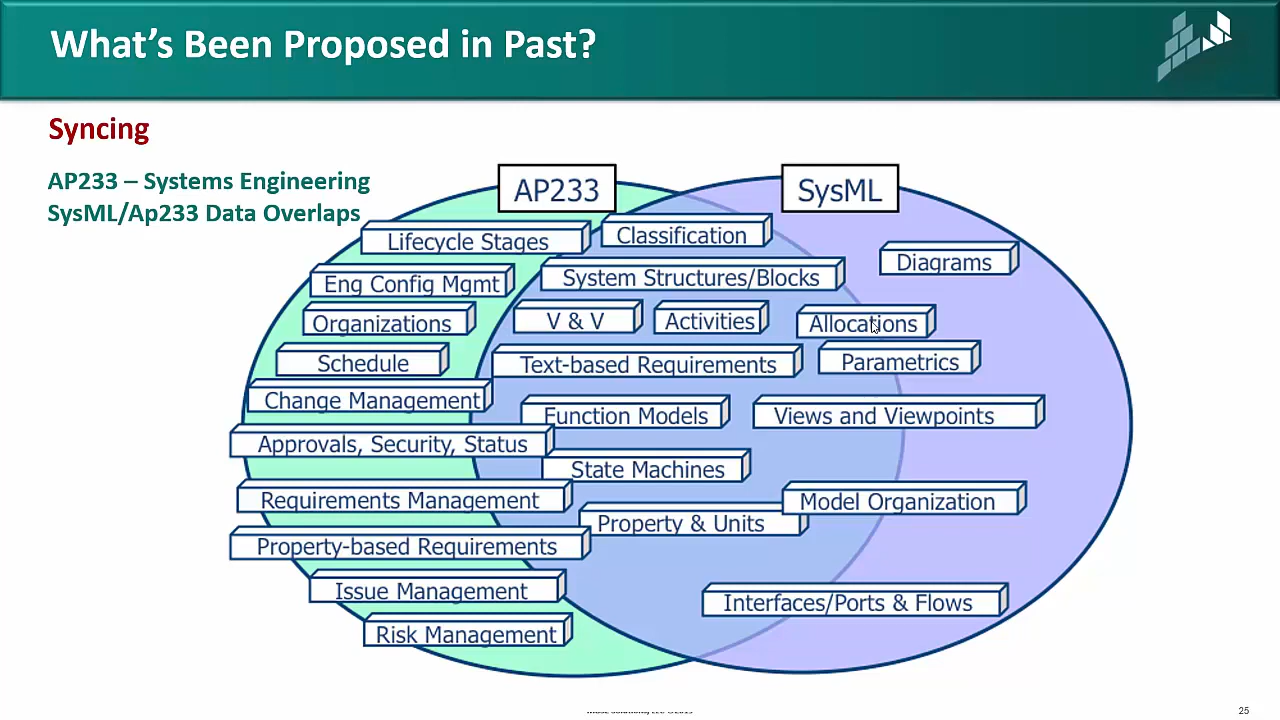 What's Been Proposed in Past?
Syncing
AP233 – Systems Engineering
SysML/Ap233 Data Overlaps
AP233
SysML
Lifecycle Stages
Classification
Diagrams
Eng Config Mgmt
System Structures/Blocks
Organizations
V & V
Activities
Allocations
Schedule
Text-based Requirements
Parametrics
Change Management
Function Models
Views and Viewpoints
Approvals, Security, Status
State Machines
Requirements Management
Model Organization
Property & Units
Property-based Requirements
Issue Management
Interfaces/Ports & Flows
Risk Management
25